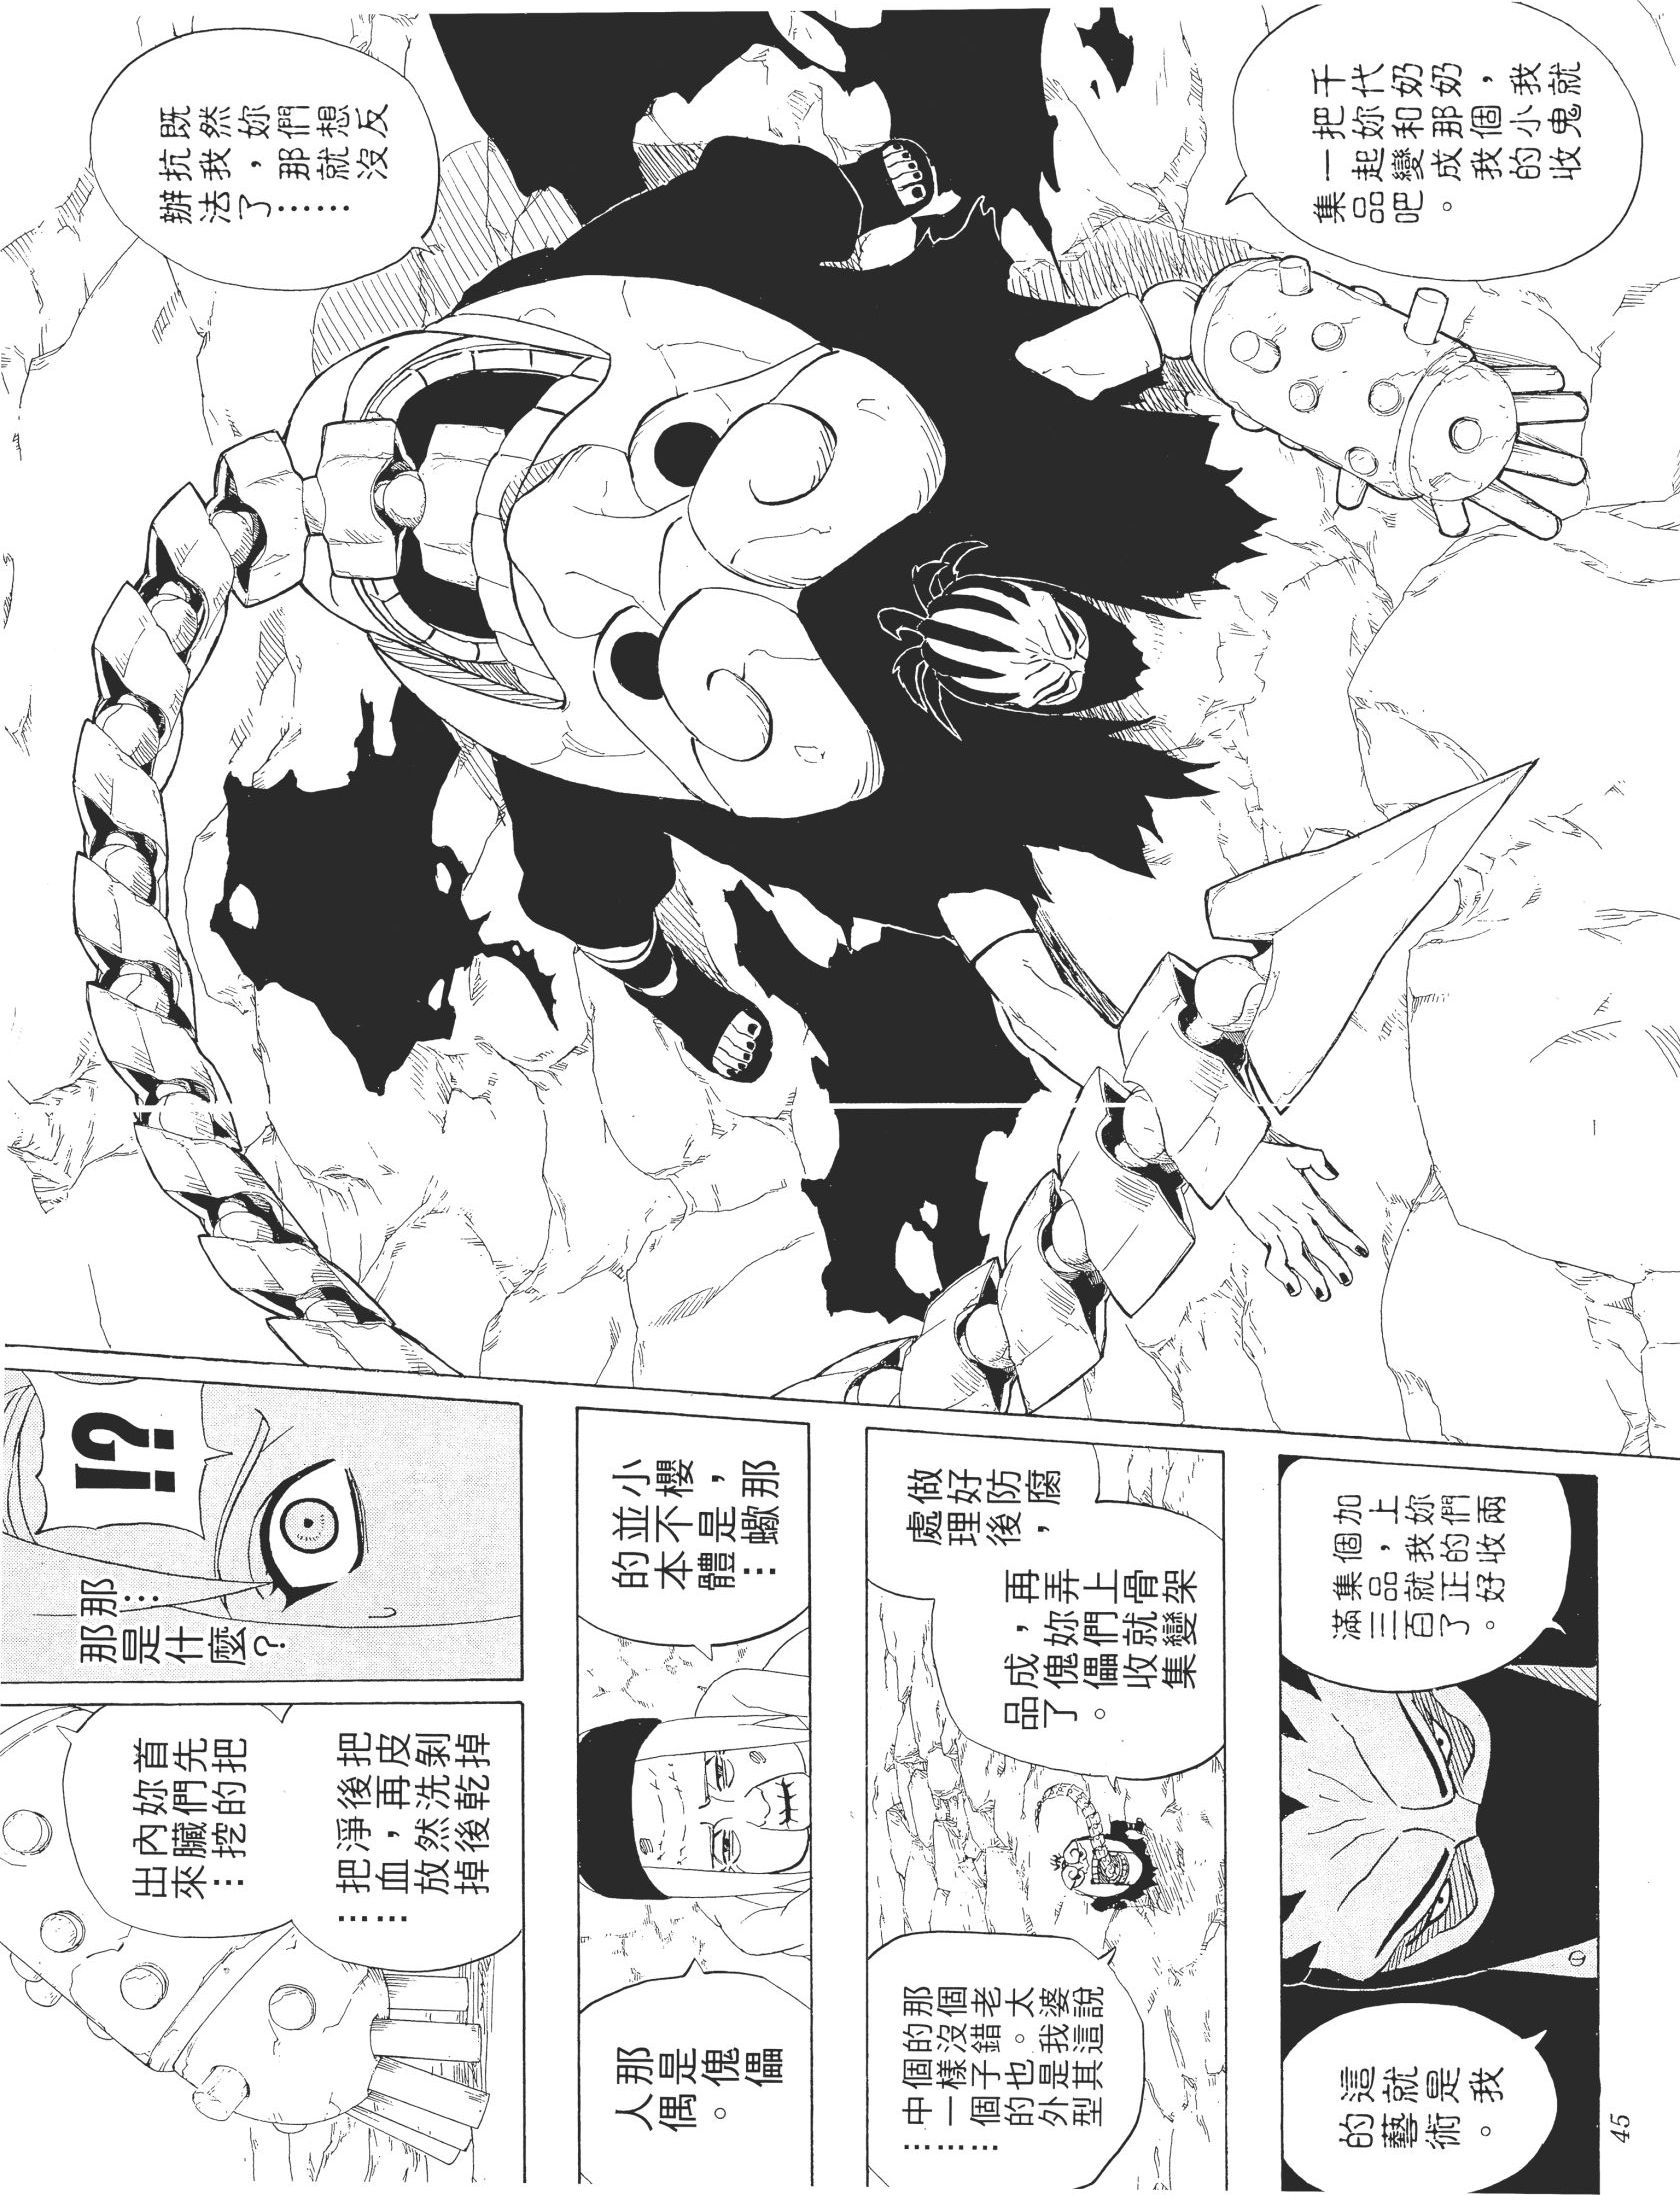 既然妳們想反
抗我，那就沒
辦法了……
千代奶奶，我就
把妳和那個小鬼
一起變成我的收
集品吧。
!?
那那…
那是什麼?
首先把
妳們的
內臟挖
出來…
把皮剝掉
後再洗乾
淨，然後
把血放掉
……
小櫻，那
並不是蠍
的本體…
那是傀儡
人偶。
做好防腐
處理後，
再弄上骨架
，妳們就變
成傀儡收集
品了。
那個老太婆說
的沒錯。我這
個樣子也是其
中一個的外型
………
加上妳們兩
個，我的收
集品就正好
滿三百了。
這就是我
的藝術。
45